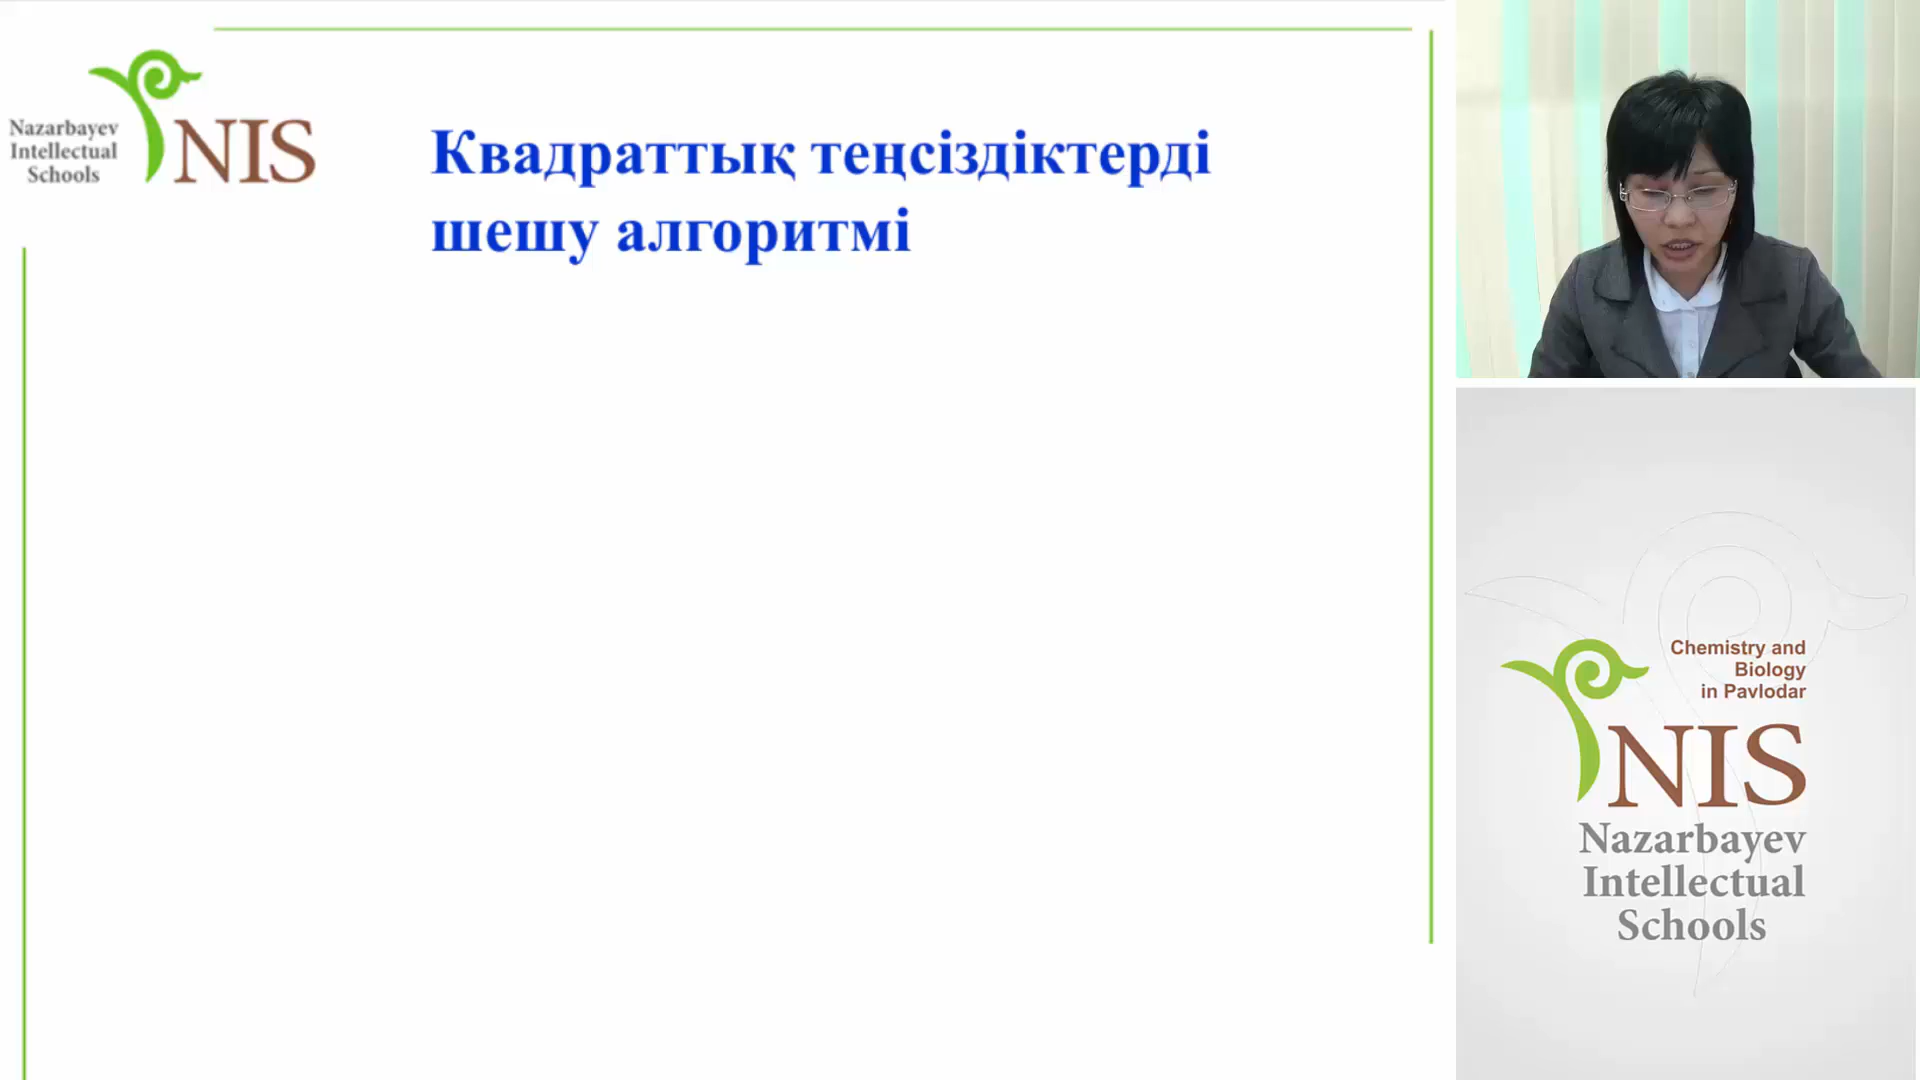 Nazarbayev
Intellectual
Schools
NIS
Квадраттық теңсіздіктерді
шешу алгоритмі
Chemistry and
Biology
in Pavlodar
NIS
Nazarbayev
Intellectual
Schools